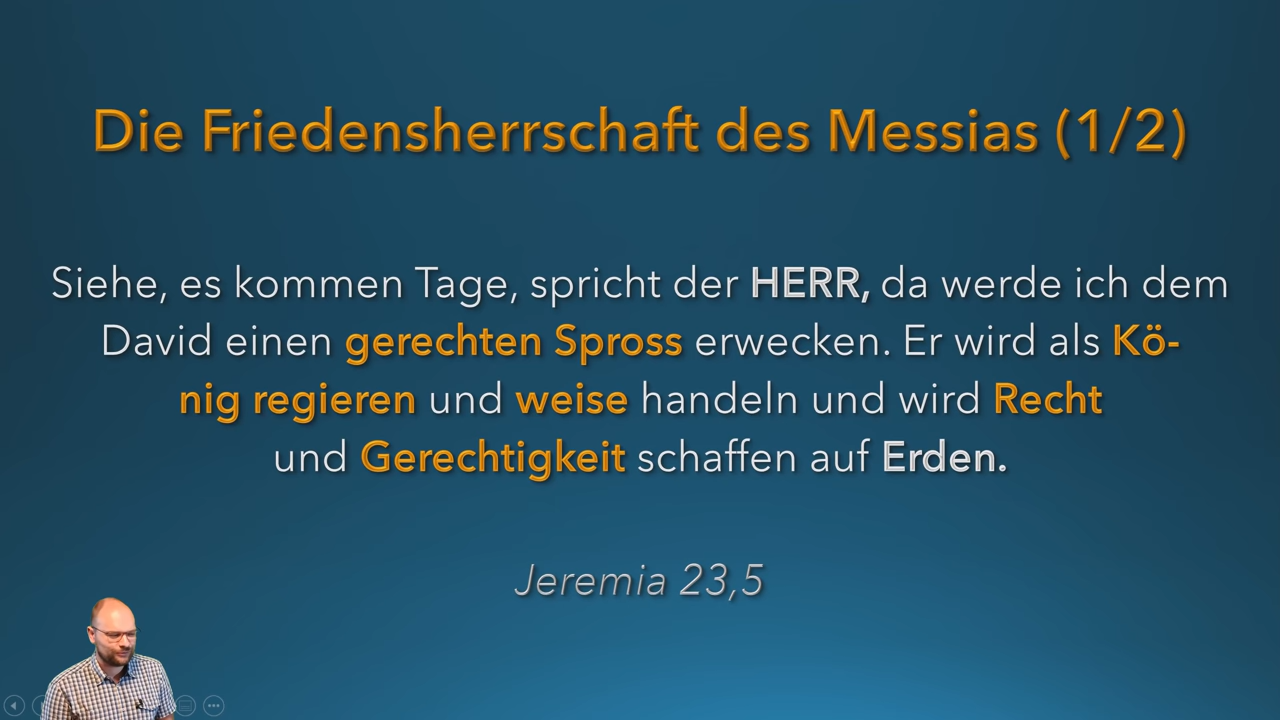 Die Friedensherrschaft des Messias (1/2)
Siehe, es kommen Tage, spricht der HERR, da werde ich dem
David einen gerechten Spross erwecken. Er wird als Kö-
nig regieren und weise handeln und wird Recht
und Gerechtigkeit schaffen auf Erden.
Jeremia 23,5